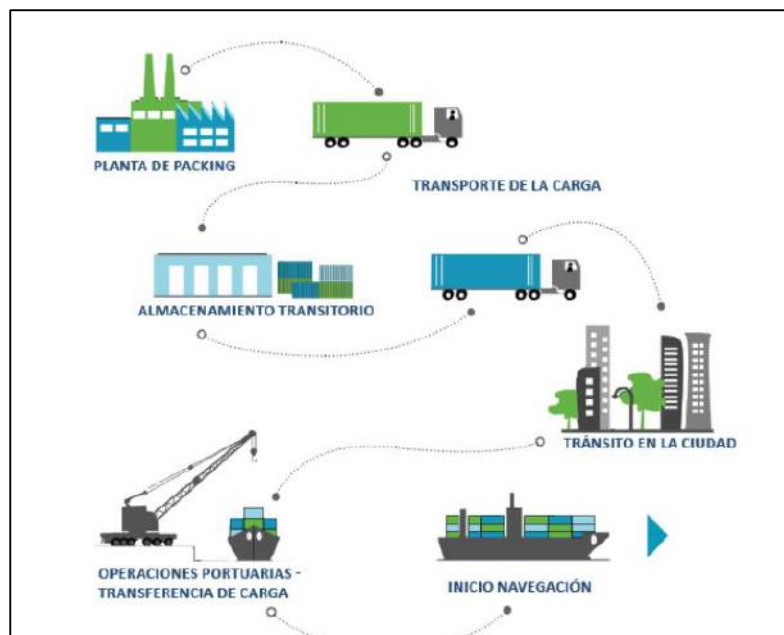 PLANTA DE PACKING
TRANSPORTE DE LA CARGA
ALMACENAMIENTO TRANSITORIO
TRÁNSITO EN LA CIUDAD
OPERACIONES PORTUARIAS -
TRANSFERENCIA DE CARGA
INICIO NAVEGACIÓN